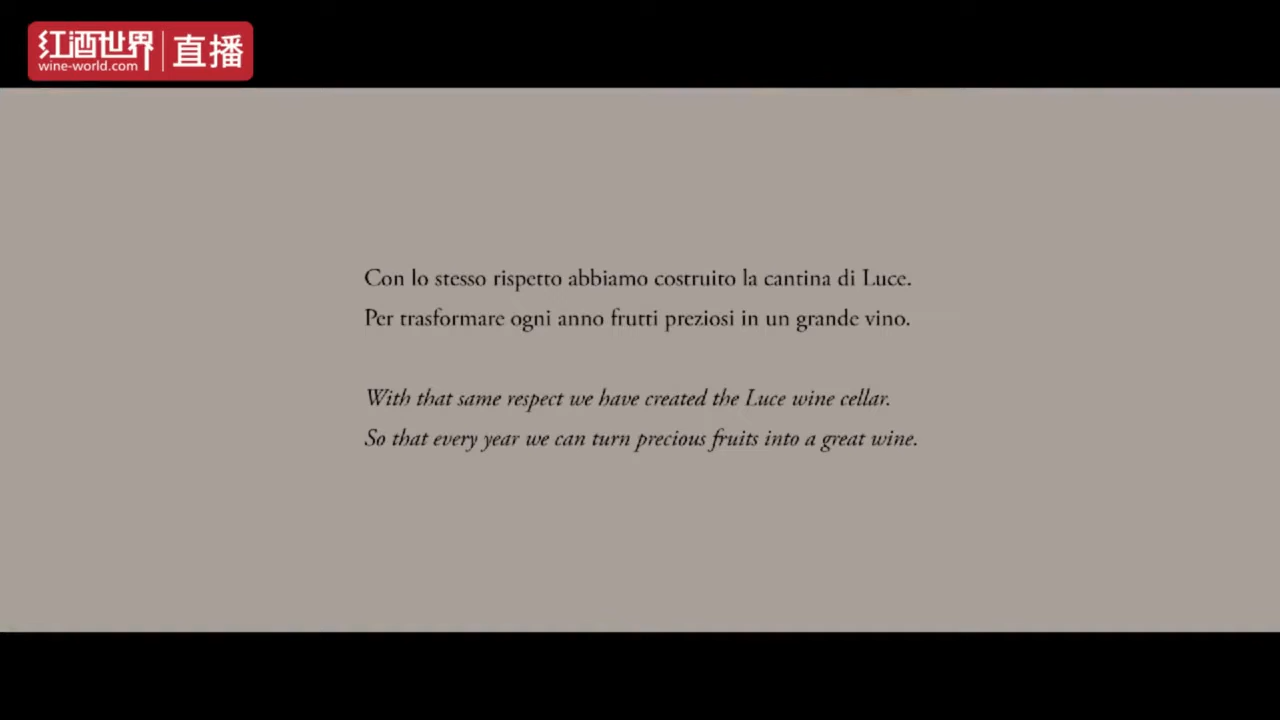 红酒世界 直播
wine-world.com
Con lo stesso rispetto abbiamo costruito la cantina di Luce.
Per trasformare ogni anno frutti preziosi in un grande vino.
With that same respect we have created the Luce wine cellar.
So that every year we can turn precious fruits into a great wine.